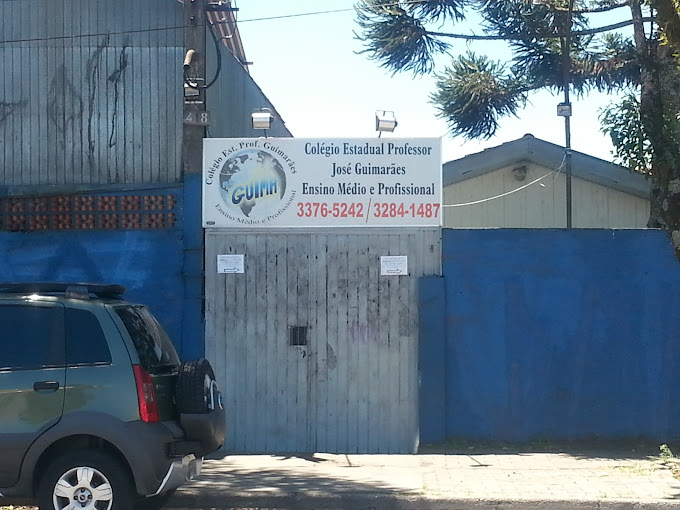 48
Colégio Est. Prof. Guimarães
GUIMA
Ensino Médio e Profissional
Colégio Estadual Professor
José Guimarães
Ensino Médio e Profissional
3376-5242 / 3284-1487